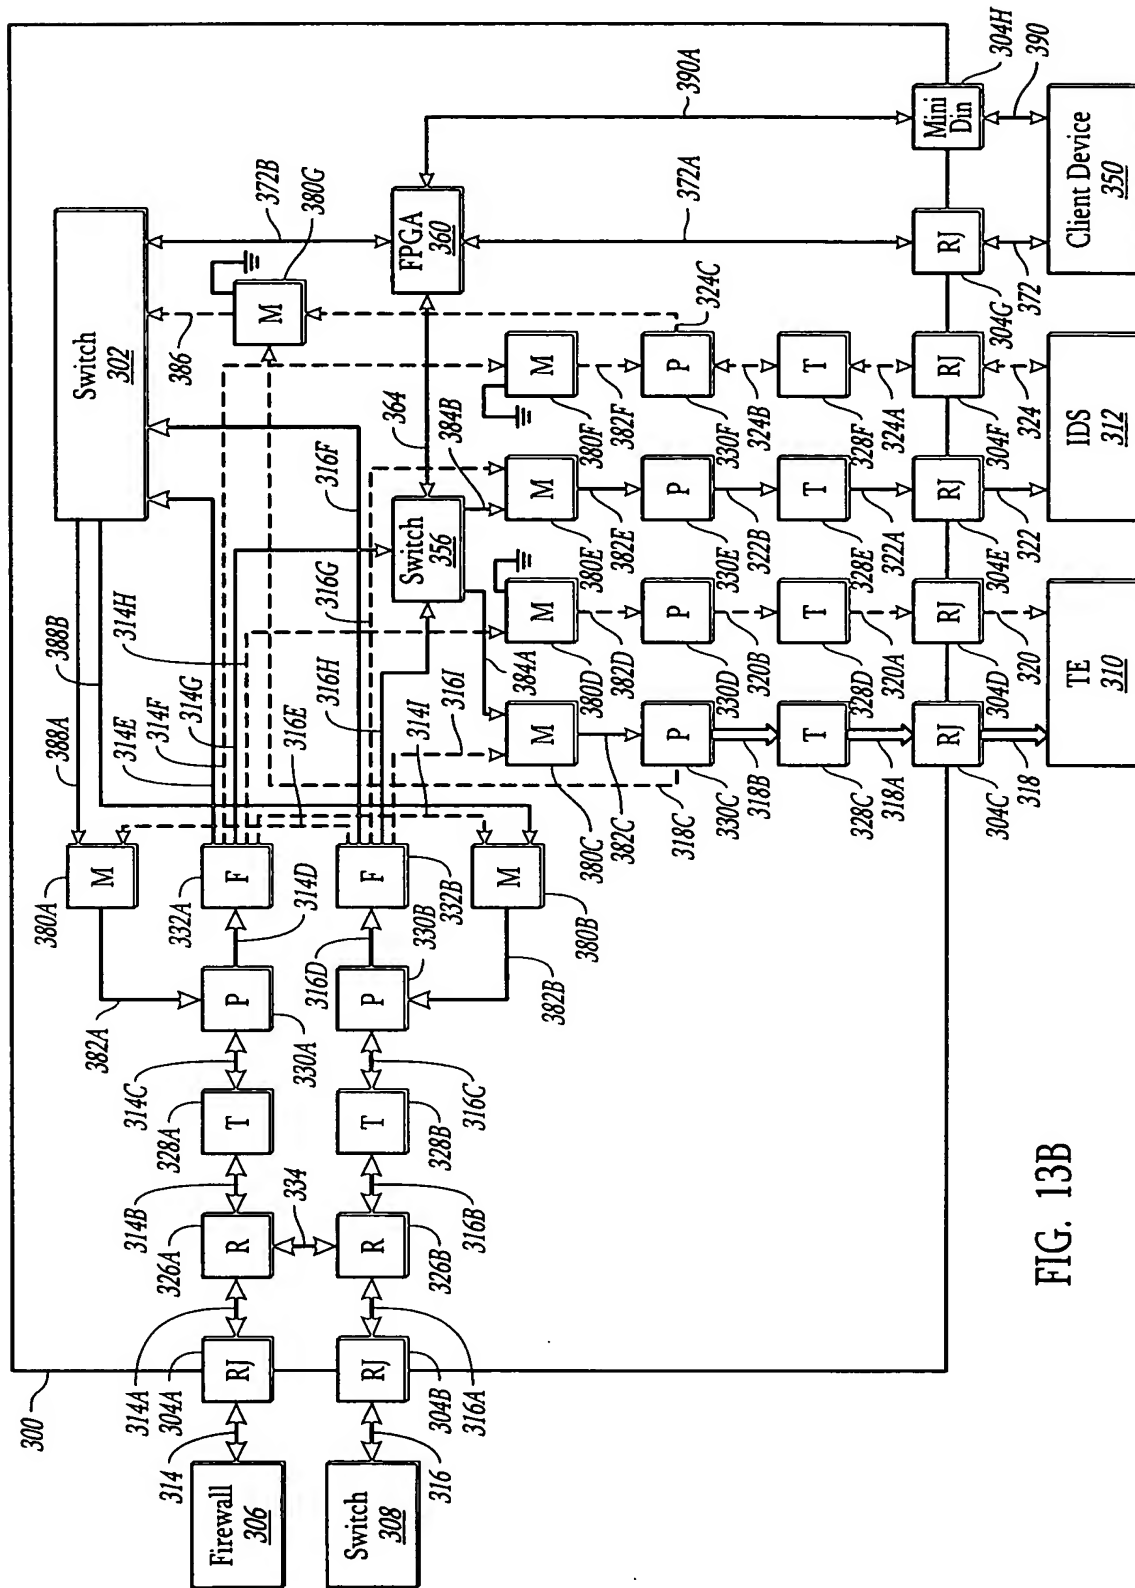 300
Firewall
306
314
304A
314A
RJ
326A
314B
R
334
328A
314C
T
330A
382A
P
314D
332A
F
380A
M
388A
388B
314E
314F
314G
314H
316E
314I
Switch
308
316
RJ
304B
316A
R
326B
316B
T
328B
316C
P
330B
316D
F
332B
382B
M
380B
316F
316G
316H
316I
Switch
302
386
372B
M
380G
FPGA
360
364
372A
390A
Switch
356
384A
384B
M
380C
382C
M
380D
382D
M
380E
382E
M
380F
382F
318C
P
330C
318B
P
330D
320B
P
330E
322B
P
330F
324C
324B
T
328C
318A
T
328D
320A
T
328E
322A
T
328F
324A
RJ
304C
318
RJ
304D
320
RJ
304E
322
RJ
304F
324
RJ
304G
372
Mini
Din
304H
390
TE
310
IDS
312
Client Device
350
FIG. 13B